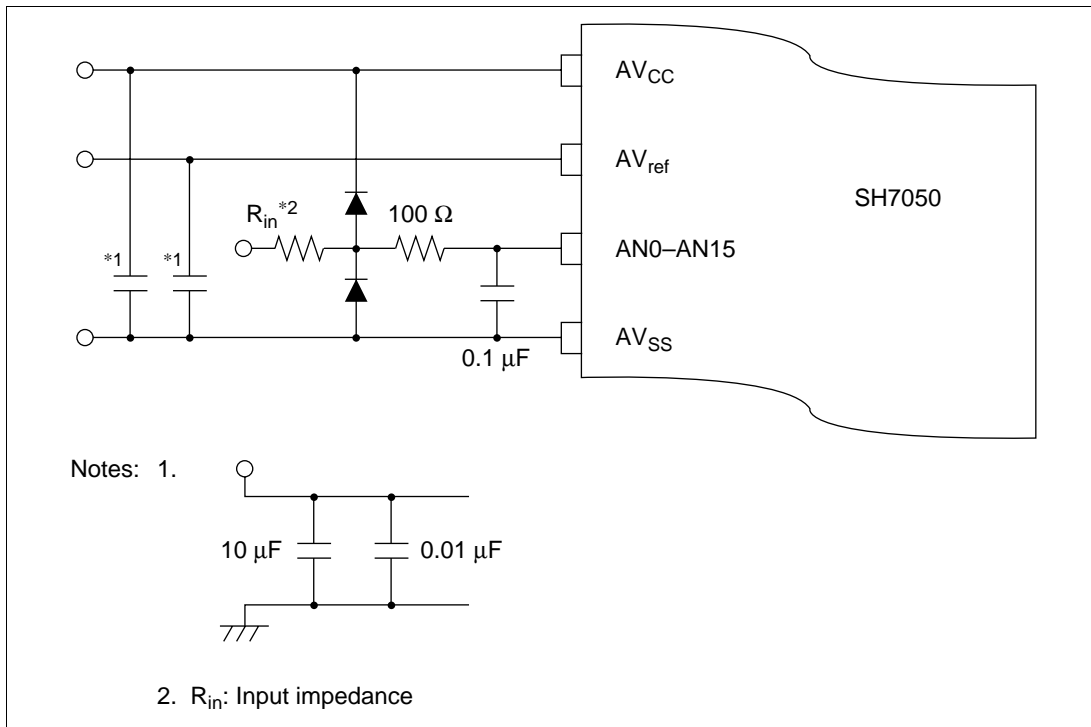 AVCC
AVref
SH7050
Rin*2
100 Ω
*1
*1
AN0–AN15
AVSS
0.1 μF
Notes: 1.
10 μF
0.01 μF
2. Rin: Input impedance